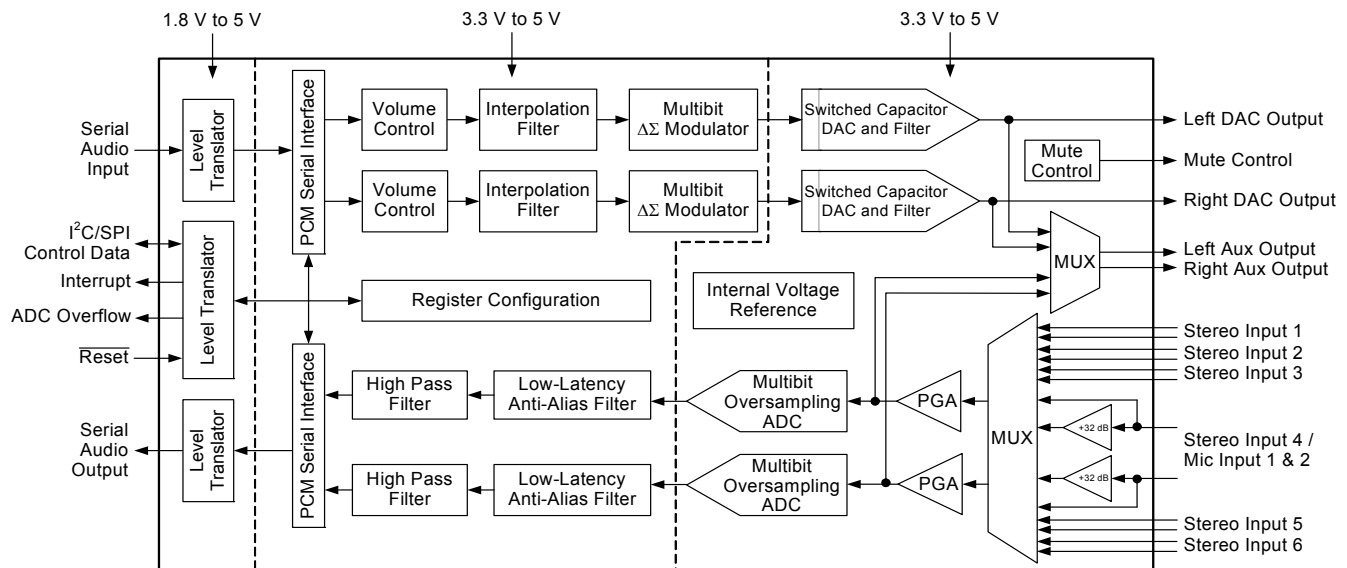 1.8 V to 5 V
3.3 V to 5 V
3.3 V to 5 V
Serial
Audio
Input
Level
Translator
PCM Serial Interface
Volume
Control
Interpolation
Filter
Multibit
ΔΣ Modulator
Switched Capacitor
DAC and Filter
Left DAC Output
Mute
Control
Mute Control
Volume
Control
Interpolation
Filter
Multibit
ΔΣ Modulator
Switched Capacitor
DAC and Filter
Right DAC Output
I²C/SPI
Control Data
Interrupt
ADC Overflow
Reset
Level Translator
Register Configuration
Internal Voltage
Reference
MUX
Left Aux Output
Right Aux Output
Serial
Audio
Output
Level
Translator
PCM Serial Interface
High Pass
Filter
Low-Latency
Anti-Alias Filter
Multibit
Oversampling
ADC
PGA
High Pass
Filter
Low-Latency
Anti-Alias Filter
Multibit
Oversampling
ADC
PGA
MUX
+32 dB
+32 dB
Stereo Input 1
Stereo Input 2
Stereo Input 3
Stereo Input 4 /
Mic Input 1 & 2
Stereo Input 5
Stereo Input 6